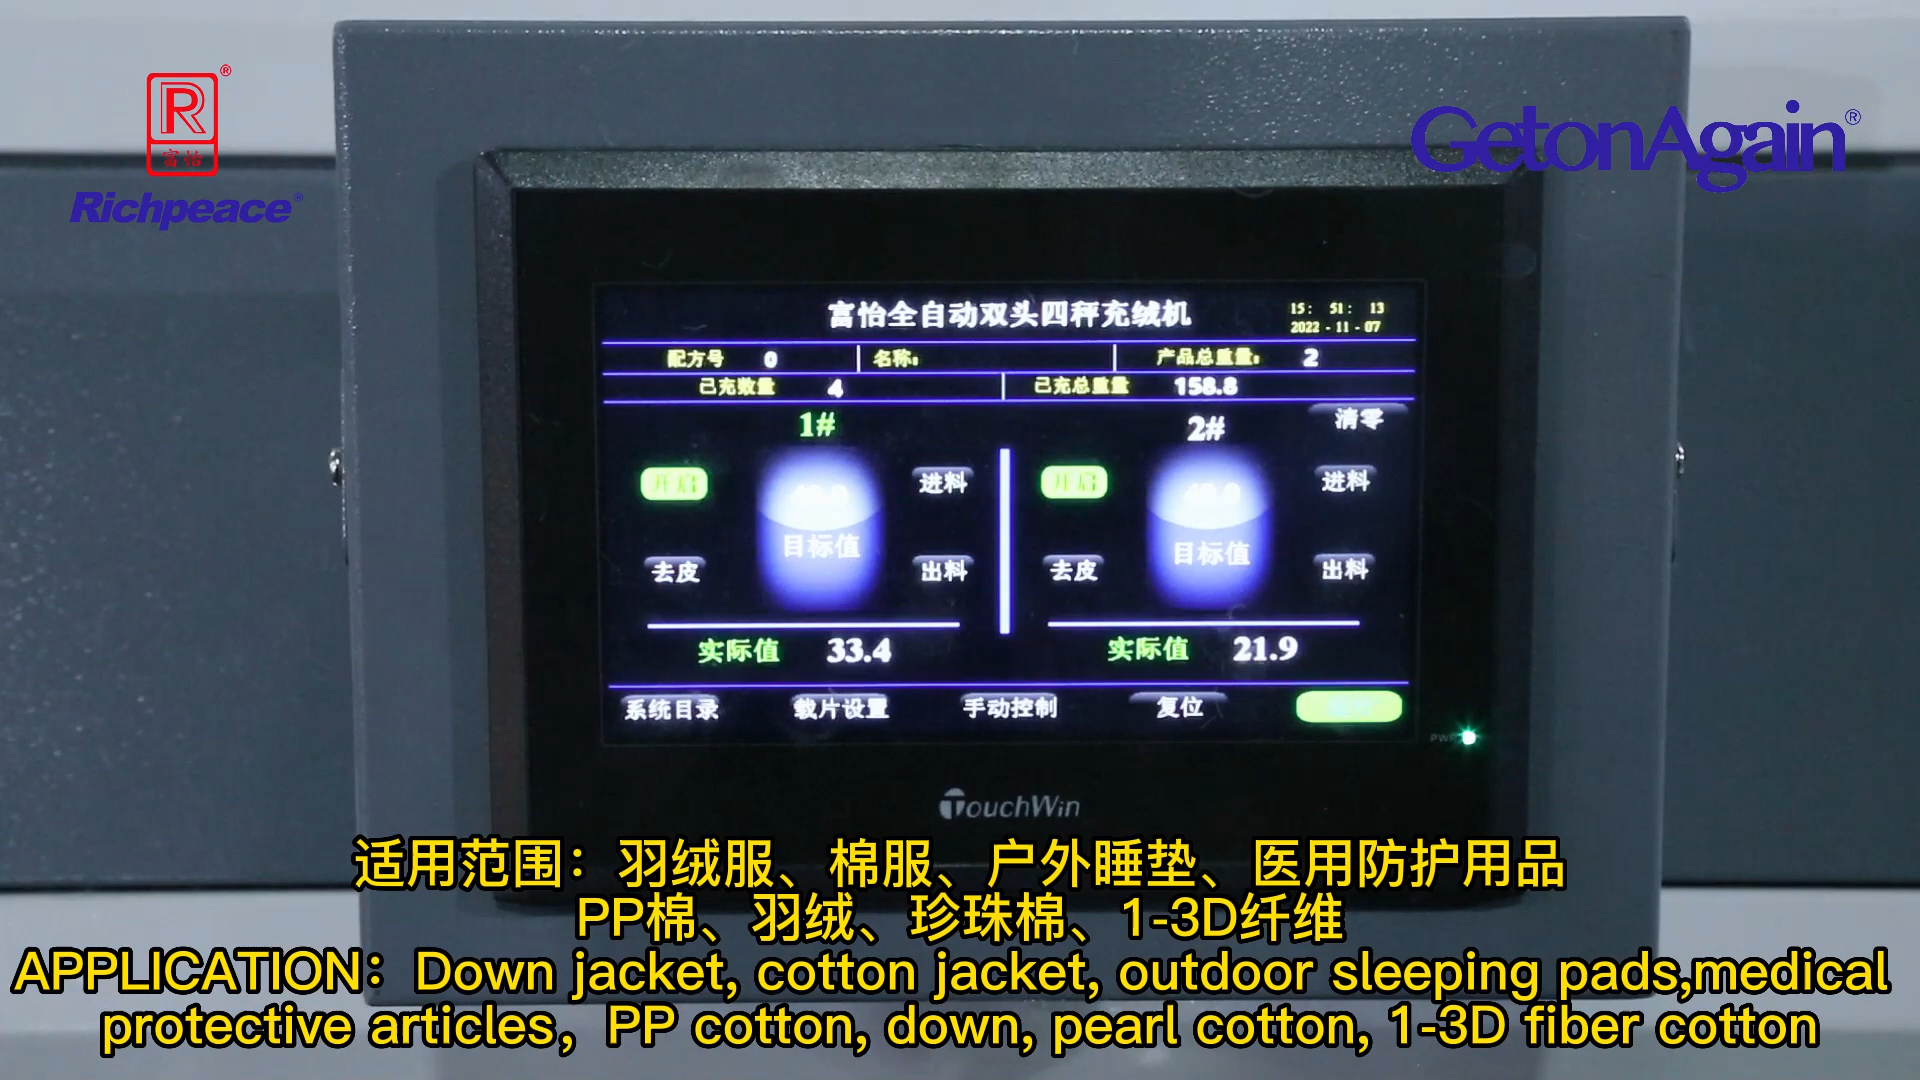 R®
富怡
Richpeace®
GetonAgain®
富怡全自动双头四秤充绒机
15: 51: 13
2022-11-07
配方号 0 名称: 产品总重量: 2
已充数量 4 已充总重量 158.8
1# 2# 清零
开启 进料 开启 进料
目标值 目标值
去皮 出料 去皮 出料
实际值 33.4 实际值 21.9
系统目录 载片设置 手动控制 复位
PWR
TouchWin
适用范围：羽绒服、棉服、户外睡垫、医用防护用品
PP棉、羽绒、珍珠棉、1-3D纤维
APPLICATION：Down jacket, cotton jacket, outdoor sleeping pads,medical
protective articles，PP cotton, down, pearl cotton, 1-3D fiber cotton